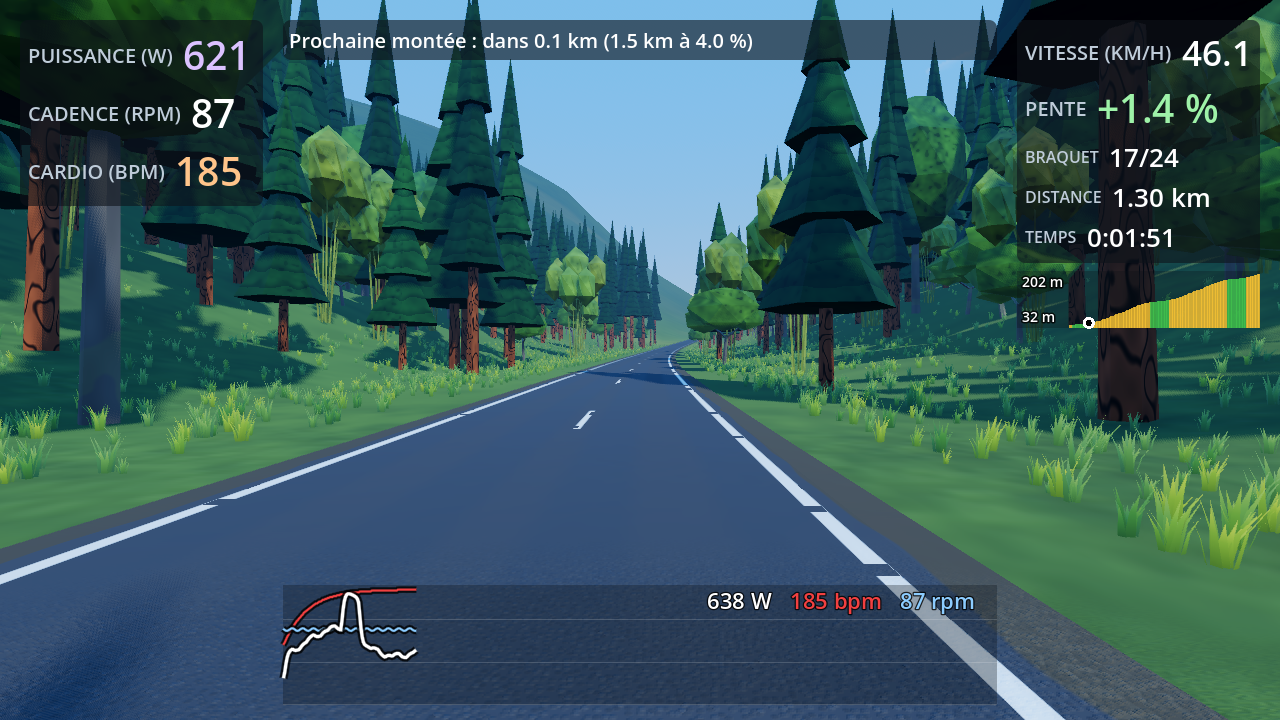 PUISSANCE (W) 621
CADENCE (RPM) 87
CARDIO (BPM) 185
Prochaine montée : dans 0.1 km (1.5 km à 4.0 %)
VITESSE (KM/H) 46.1
PENTE +1.4 %
BRAQUET 17/24
DISTANCE 1.30 km
TEMPS 0:01:51
202 m
32 m
638 W 185 bpm 87 rpm